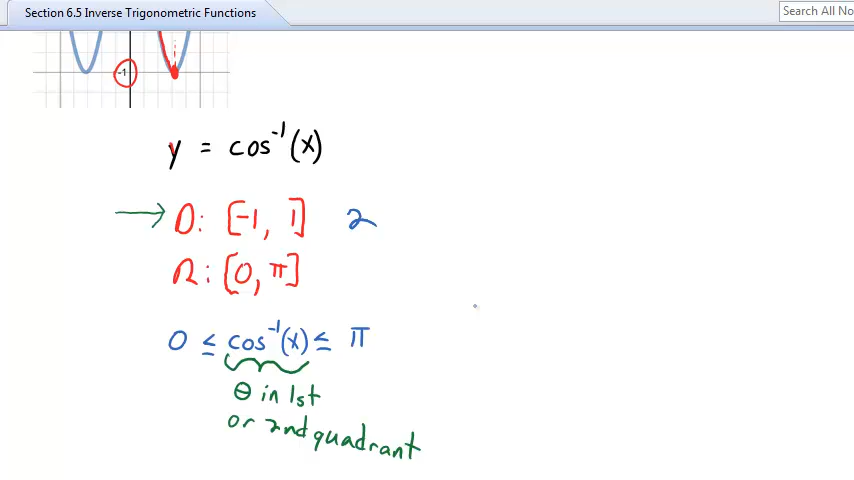 Section 6.5 Inverse Trigonometric Functions
Search All No
-1
y = cos⁻¹(x)
D: [-1, 1] 2
R: [0, π]
0 ≤ cos⁻¹(x) ≤ π
θ in 1st
or 2nd quadrant